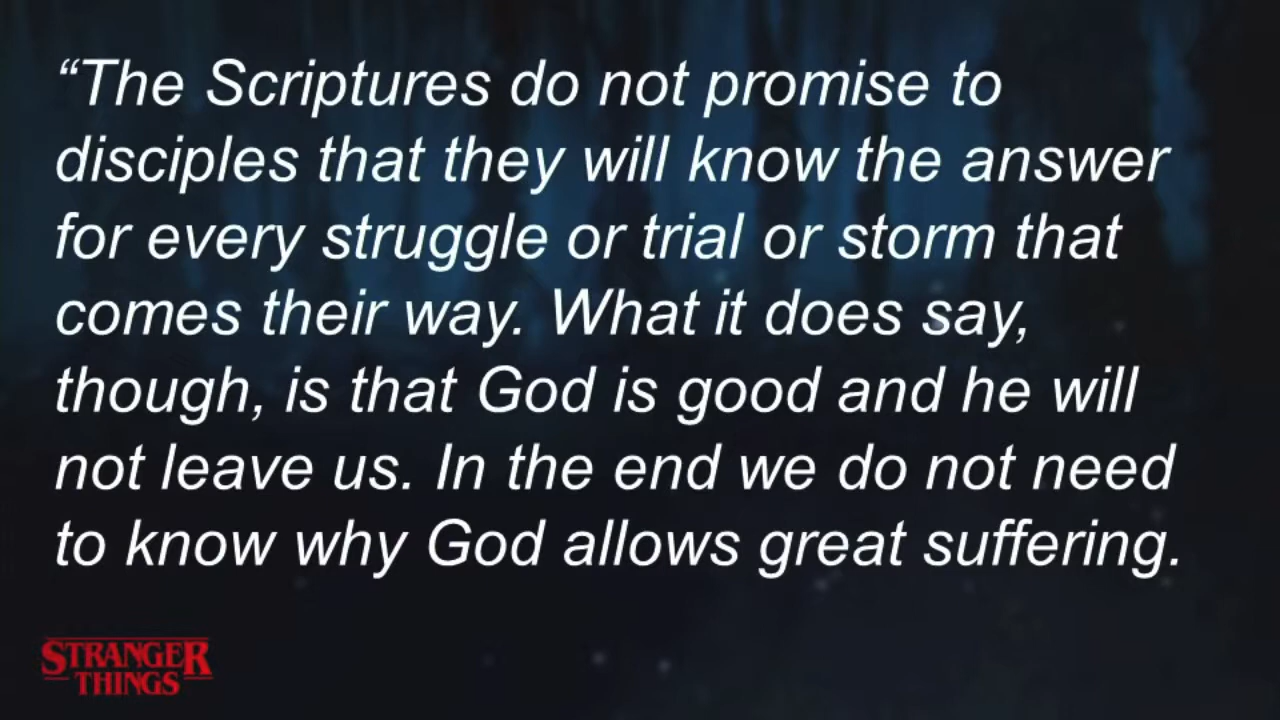 “The Scriptures do not promise to
disciples that they will know the answer
for every struggle or trial or storm that
comes their way. What it does say,
though, is that God is good and he will
not leave us. In the end we do not need
to know why God allows great suffering.
STRANGER
THINGS